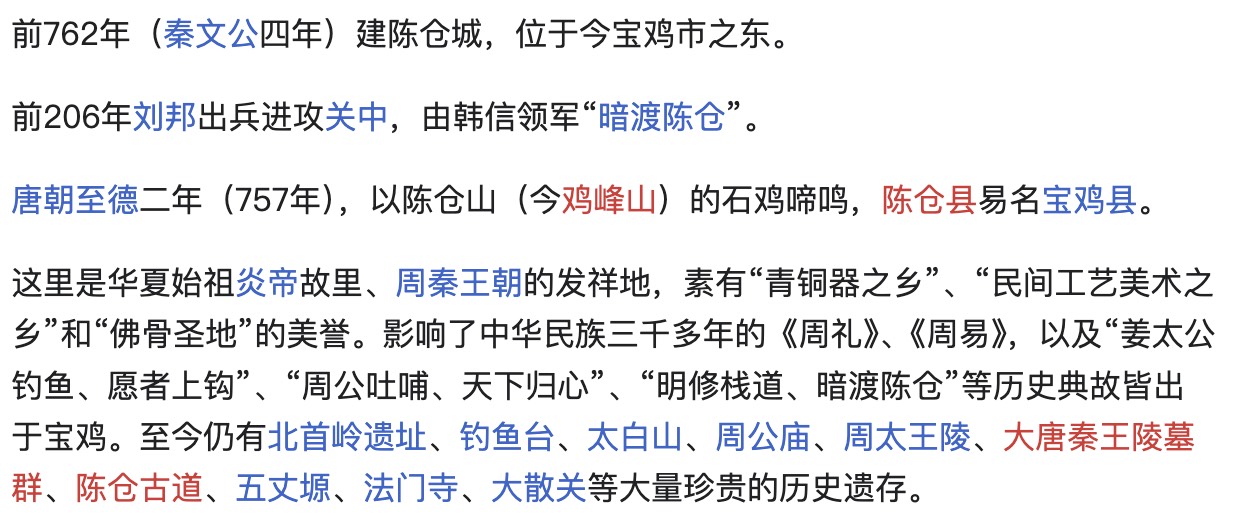 前762年（秦文公四年）建陈仓城，位于今宝鸡市之东。
前206年刘邦出兵进攻关中，由韩信领军“暗渡陈仓”。
唐朝至德二年（757年），以陈仓山（今鸡峰山）的石鸡啼鸣，陈仓县易名宝鸡县。
这里是华夏始祖炎帝故里、周秦王朝的发祥地，素有“青铜器之乡”、“民间工艺美术之
乡”和“佛骨圣地”的美誉。影响了中华民族三千多年的《周礼》、《周易》，以及“姜太公
钓鱼、愿者上钩”、“周公吐哺、天下归心”、“明修栈道、暗渡陈仓”等历史典故皆出
于宝鸡。至今仍有北首岭遗址、钓鱼台、太白山、周公庙、周太王陵、大唐秦王陵墓
群、陈仓古道、五丈塬、法门寺、大散关等大量珍贵的历史遗存。